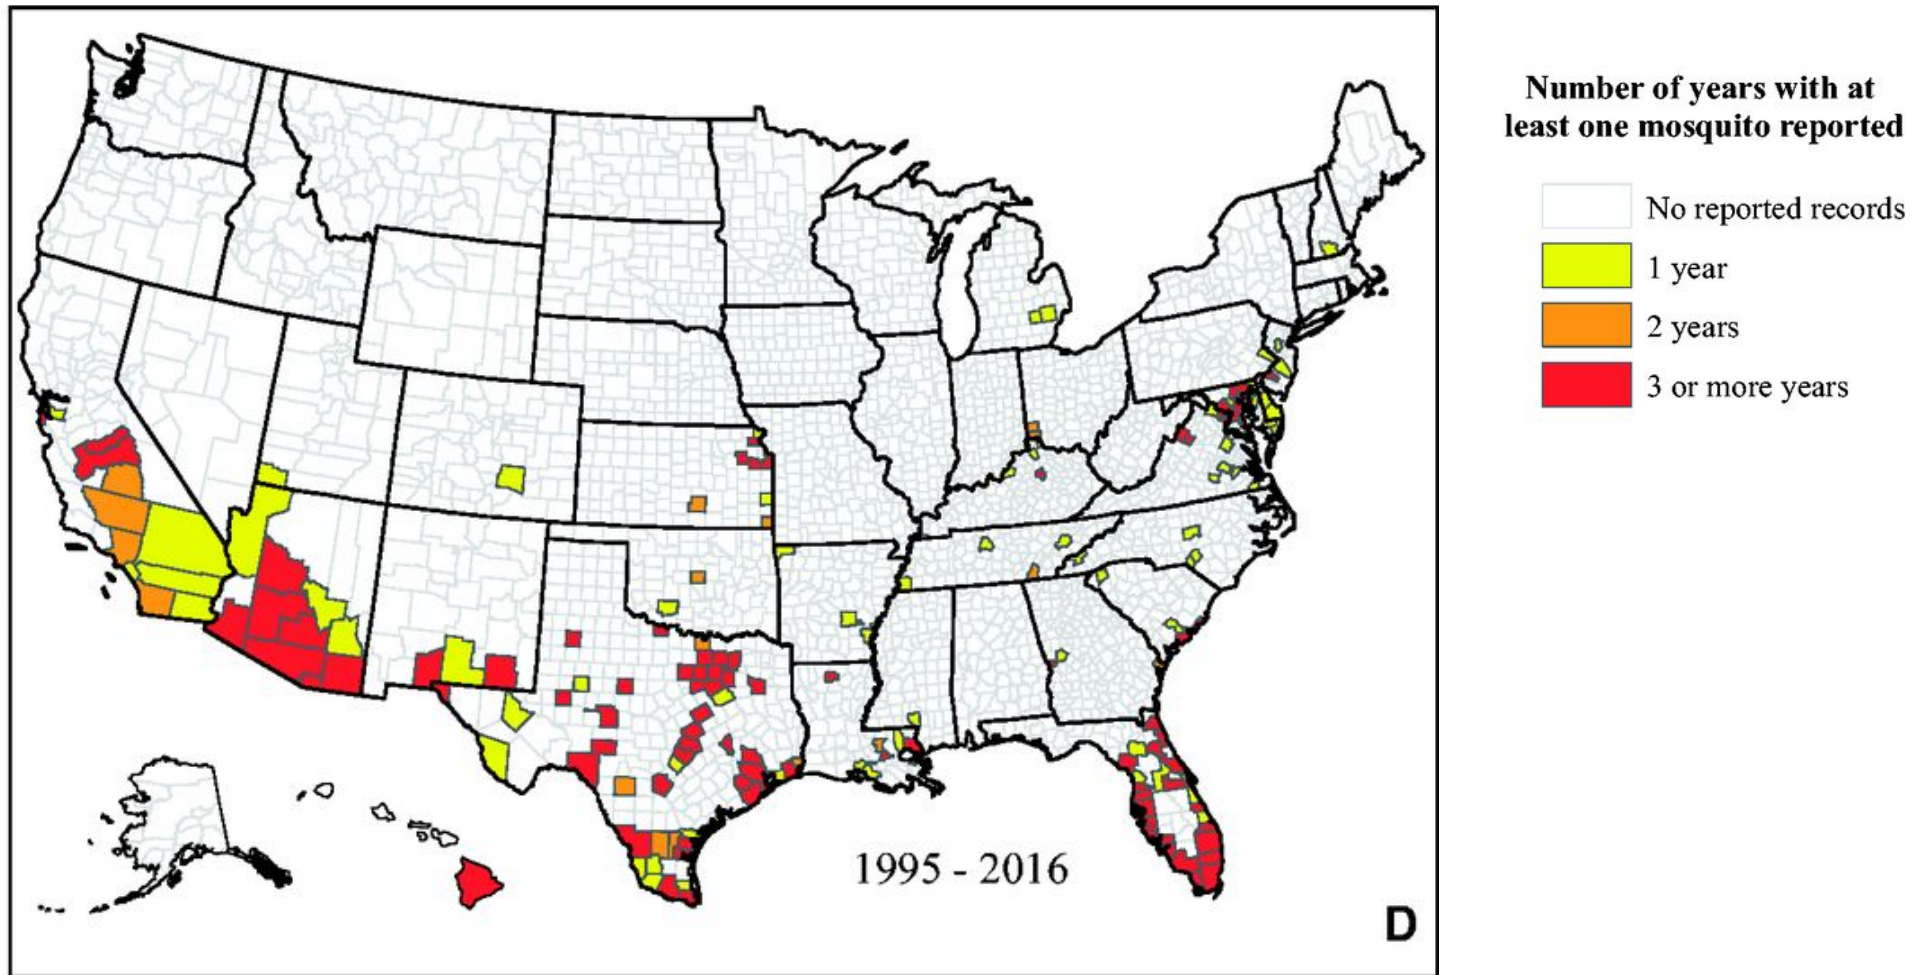 Number of years with at
least one mosquito reported
No reported records
1 year
2 years
3 or more years
1995 - 2016
D